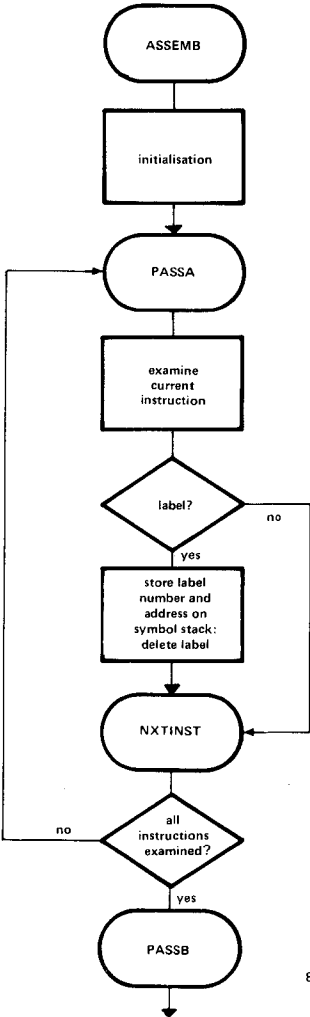 ASSEMB
initialisation
PASSA
examine
current
instruction
label?
no
yes
store label
number and
address on
symbol stack:
delete label
NXTINST
all
instructions
examined?
no
yes
PASSB
8